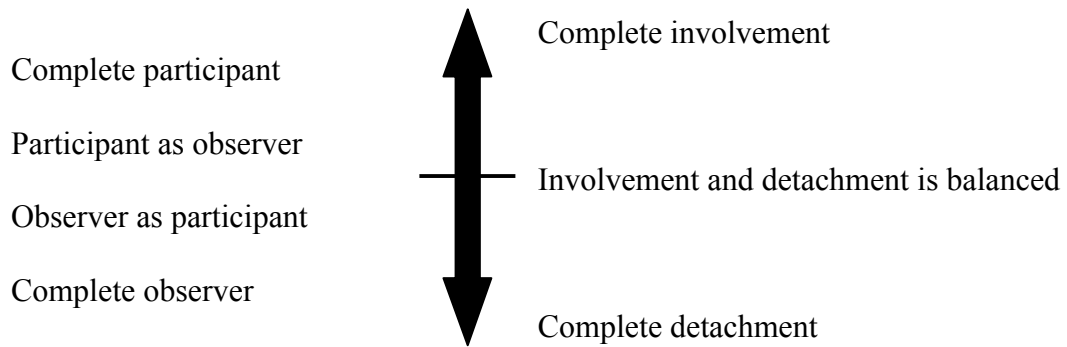 Complete involvement
Complete participant
Participant as observer
Involvement and detachment is balanced
Observer as participant
Complete observer
Complete detachment